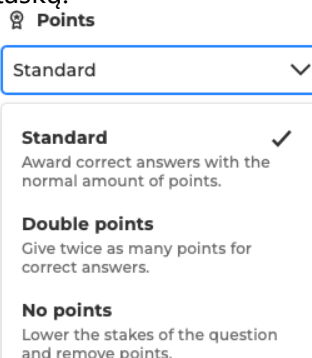 Points
Standard
Standard
Award correct answers with the
normal amount of points.
Double points
Give twice as many points for
correct answers.
No points
Lower the stakes of the question
and remove points.